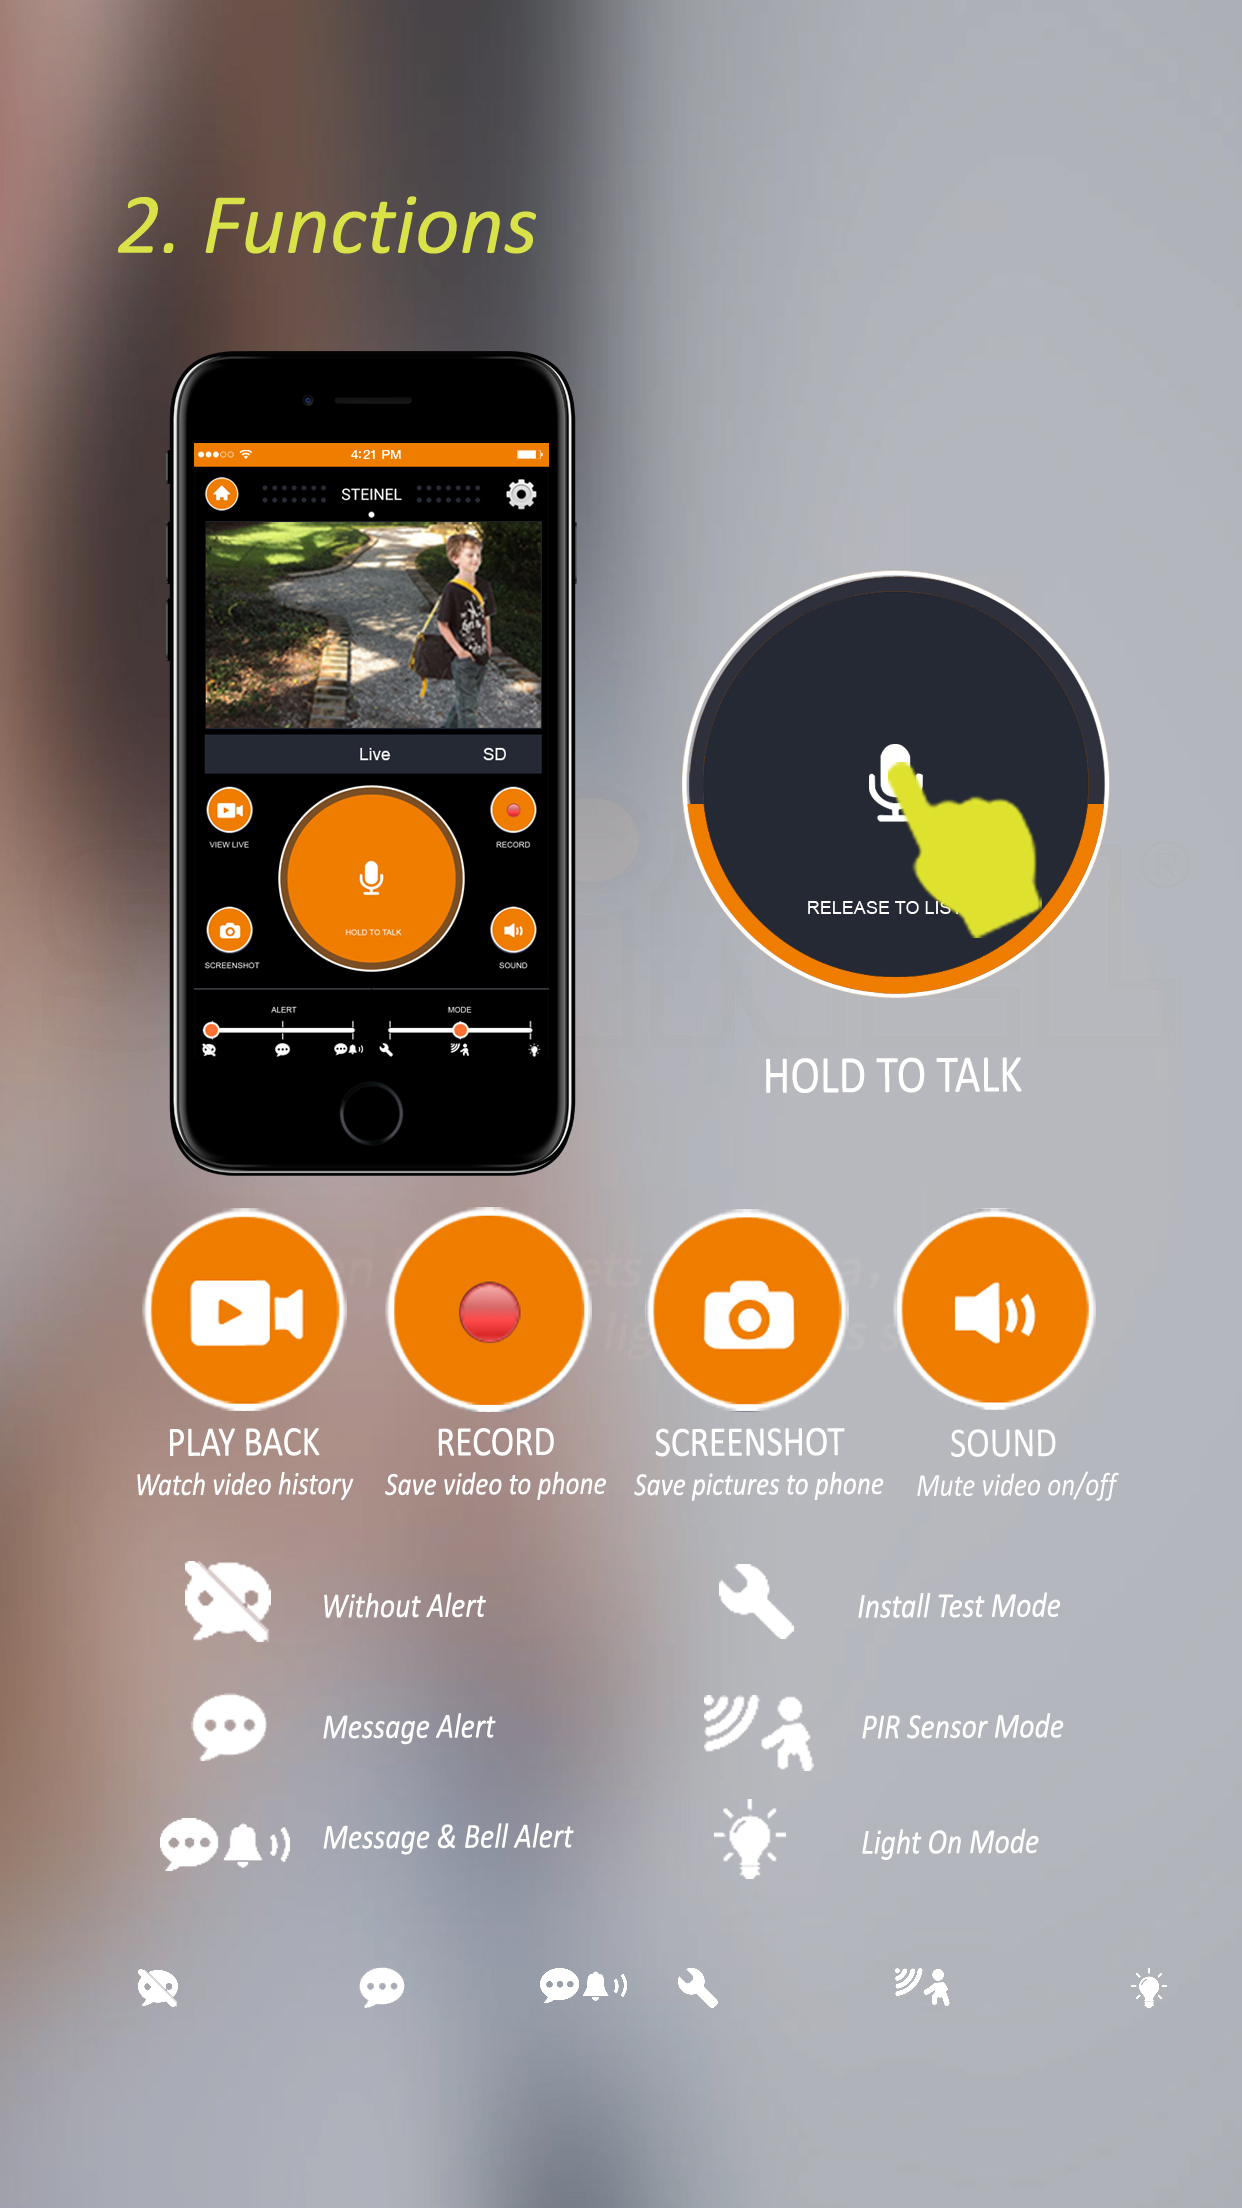 2. Functions
4:21 PM
STEINEL
Live SD
VIEW LIVE
RECORD
HOLD TO TALK
SCREENSHOT
SOUND
ALERT
MODE
RELEASE TO
HOLD TO TALK
PLAY BACK
Watch video history
RECORD
Save video to phone
SCREENSHOT
Save pictures to phone
SOUND
Mute video on/off
Without Alert
Install Test Mode
Message Alert
PIR Sensor Mode
Message & Bell Alert
Light On Mode